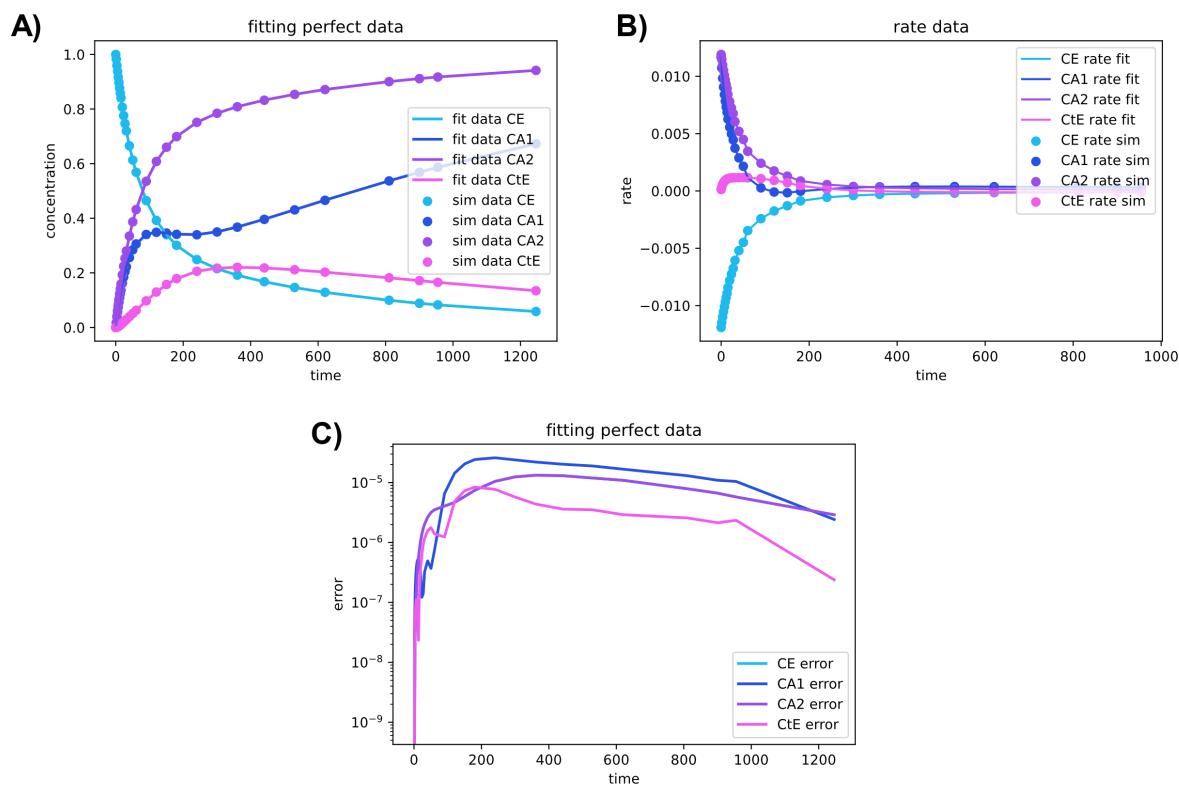 A)
fitting perfect data
1.0
0.8
0.6
0.4
0.2
0.0
concentration
0
200
400
600
800
1000
1200
time
fit data CE
fit data CA1
fit data CA2
fit data CtE
sim data CE
sim data CA1
sim data CA2
sim data CtE
B)
rate data
0.010
0.005
0.000
−0.005
−0.010
rate
0
200
400
600
800
1000
time
CE rate fit
CA1 rate fit
CA2 rate fit
CtE rate fit
CE rate sim
CA1 rate sim
CA2 rate sim
CtE rate sim
C)
fitting perfect data
10⁻⁵
10⁻⁶
10⁻⁷
10⁻⁸
10⁻⁹
error
0
200
400
600
800
1000
1200
time
CE error
CA1 error
CA2 error
CtE error